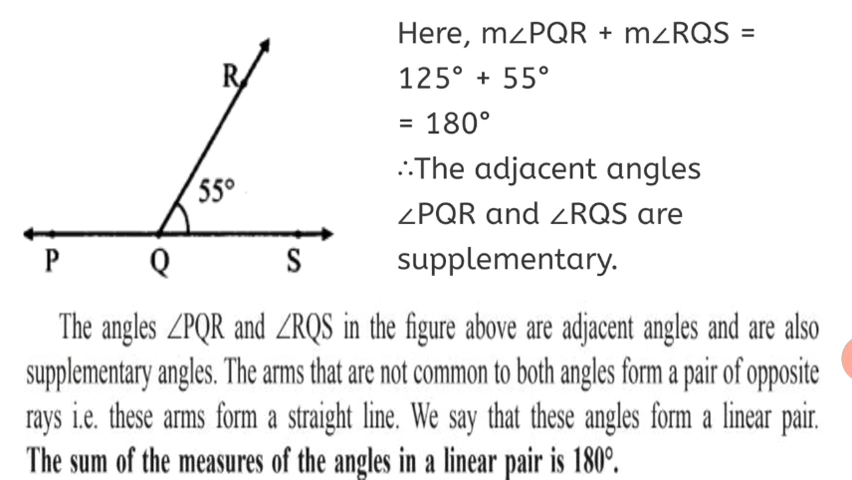 Here, m∠PQR + m∠RQS =
125° + 55°
= 180°
∴The adjacent angles
∠PQR and ∠RQS are
supplementary.
R
55°
P Q S
The angles ∠PQR and ∠RQS in the figure above are adjacent angles and are also
supplementary angles. The arms that are not common to both angles form a pair of opposite
rays i.e. these arms form a straight line. We say that these angles form a linear pair.
The sum of the measures of the angles in a linear pair is 180°.